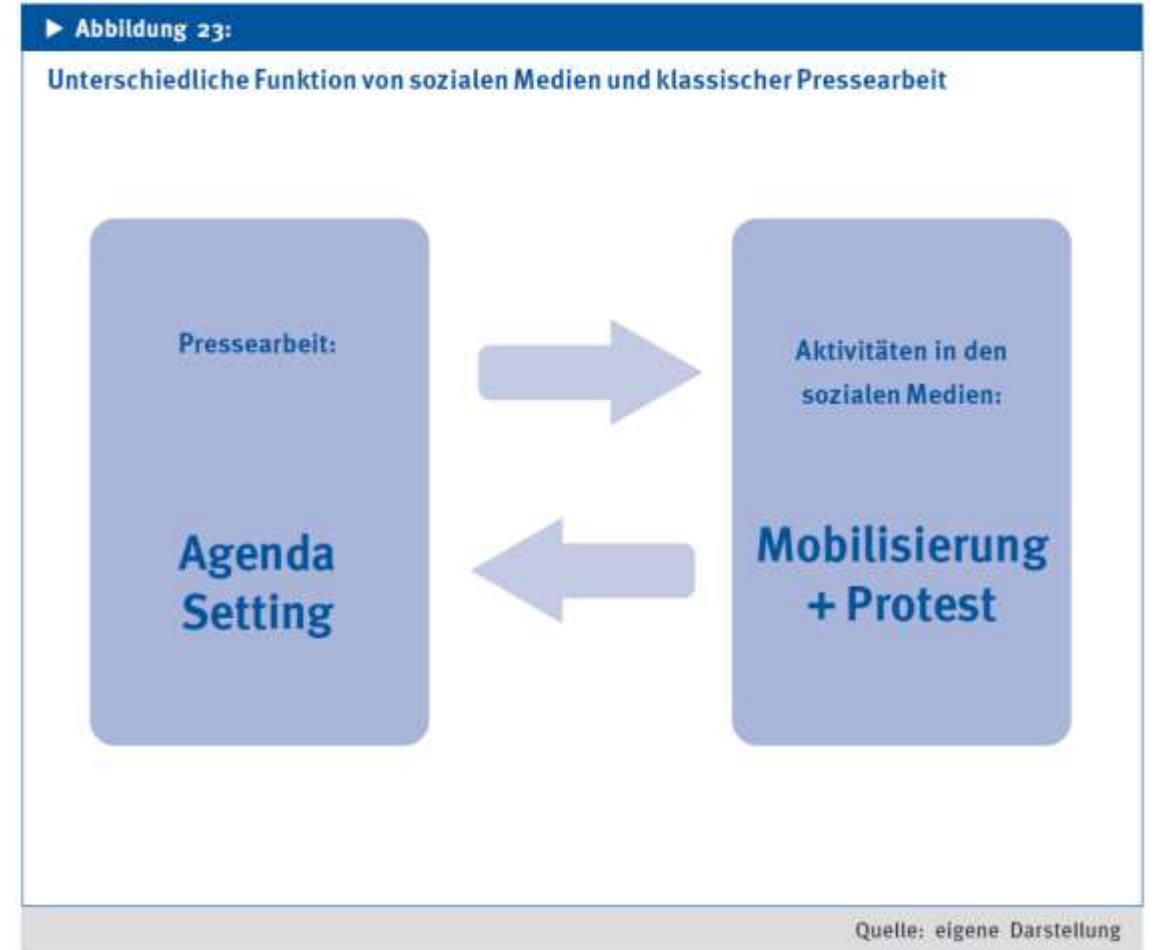 ▶ Abbildung 23:
Unterschiedliche Funktion von sozialen Medien und klassischer Pressearbeit
Pressearbeit:
Agenda
Setting
Aktivitäten in den
sozialen Medien:
Mobilisierung
+ Protest
Quelle: eigene Darstellung